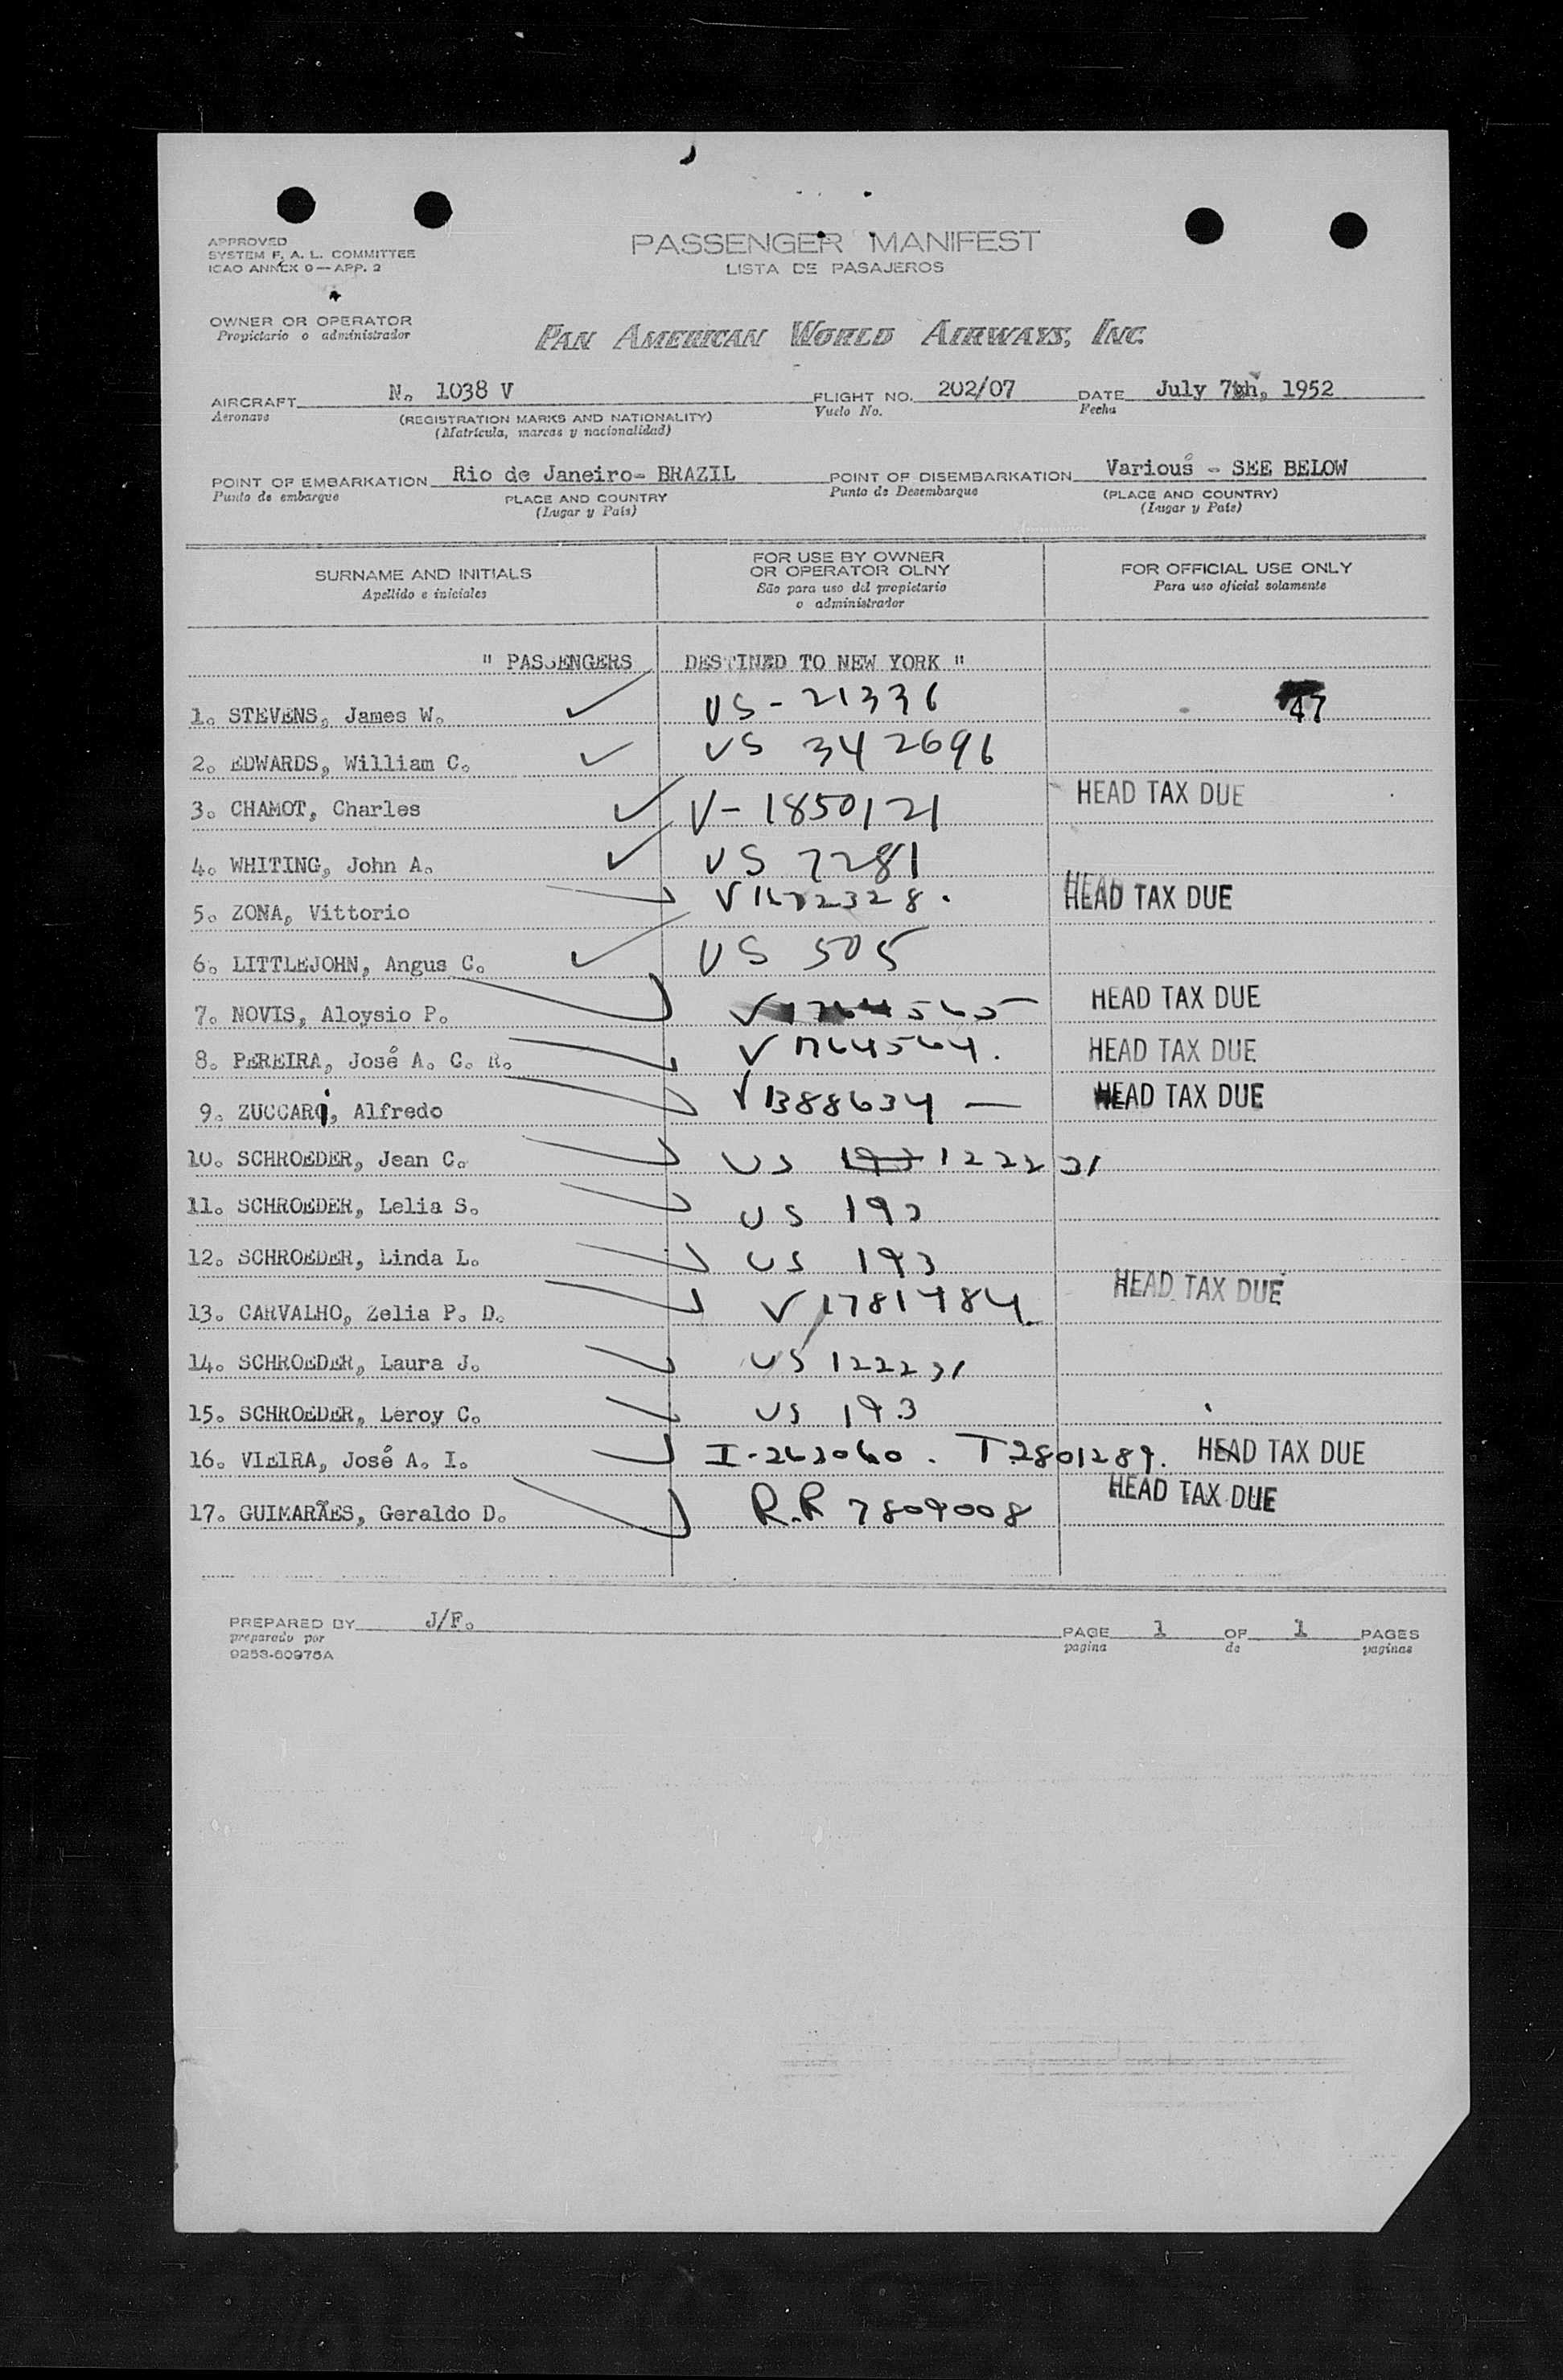 APPROVED
SYSTEM F. A. L. COMMITTEE
ICAO ANNEX 9—APP. 2
PASSENGER MANIFEST
LISTA DE PASAJEROS
OWNER OR OPERATOR
Propietario o administrador
PAN AMERICAN WORLD AIRWAYS, INC.
AIRCRAFT N. 1038 V FLIGHT NO. 202/07 DATE July 7th, 1952
Aeronave (REGISTRATION MARKS AND NATIONALITY) Vuelo No. Fecha
(Matrícula, marcas y nacionalidad)
POINT OF EMBARKATION Rio de Janeiro- BRAZIL POINT OF DISEMBARKATION Various - SEE BELOW
Punto de embarque PLACE AND COUNTRY Punto de Desembarque (PLACE AND COUNTRY)
(Lugar y País) (Lugar y País)
SURNAME AND INITIALS FOR USE BY OWNER OR OPERATOR OLNY FOR OFFICIAL USE ONLY
Apellido e iniciales São para uso del propietario o administrador Para uso oficial solamente
" PASSENGERS DESTINED TO NEW YORK "
1. STEVENS, James W. US-21336 47
2. EDWARDS, William C. US 342696
3. CHAMOT, Charles V-1850121 HEAD TAX DUE
4. WHITING, John A. US 7281
5. ZONA, Vittorio HEAD TAX DUE
6. LITTLEJOHN, Angus C. US 505
7. NOVIS, Aloysio P. HEAD TAX DUE
8. PEREIRA, José A. C. R. V1764564. HEAD TAX DUE
9. ZUCCARi, Alfredo V1388634 — HEAD TAX DUE
10. SCHROEDER, Jean C. US 193 122231
11. SCHROEDER, Lelia S. US 193
12. SCHROEDER, Linda L. US 193
13. CARVALHO, Zelia P. D. V1781484. HEAD TAX DUE
14. SCHROEDER, Laura J. US 122231
15. SCHROEDER, Leroy C. US 193
16. VIEIRA, José A. I. I-262060. T2801289. HEAD TAX DUE
17. GUIMARÃES, Geraldo D. R.R 7809008 HEAD TAX DUE
PREPARED BY J/F. PAGE 1 OF 1 PAGES
preparado por pagina de paginas
9253-60975A